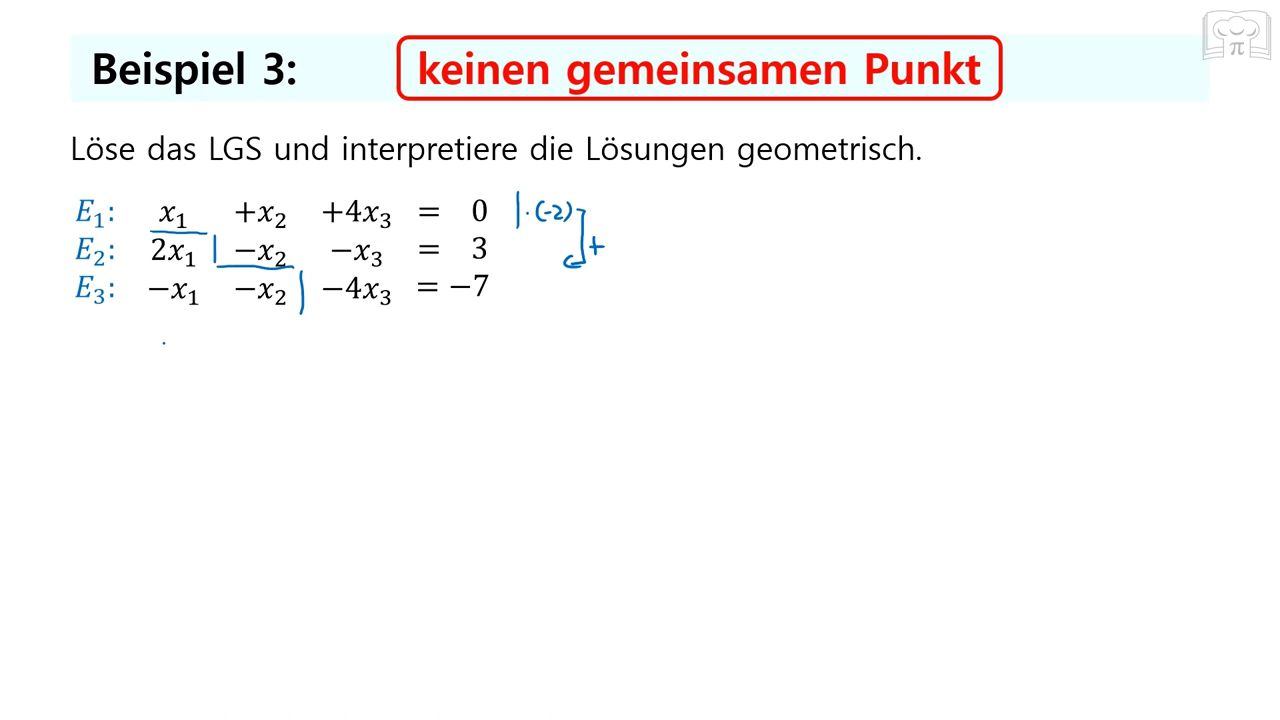 Beispiel 3: keinen gemeinsamen Punkt
Löse das LGS und interpretiere die Lösungen geometrisch.
E₁: x₁ +x₂ +4x₃ = 0 | · (-2)
E₂: 2x₁ −x₂ −x₃ = 3 +
E₃: −x₁ −x₂ −4x₃ = −7
π